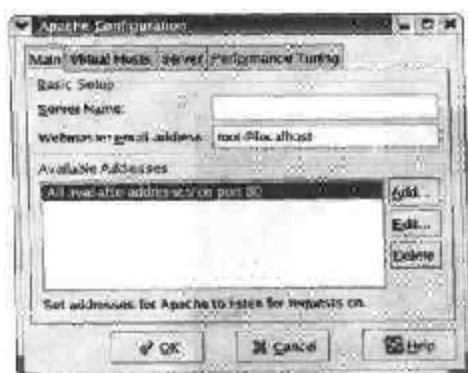 Apache Configuration
Main Virtual Hosts Server Performance Tuning
Basic Setup
Server Name:
Webmaster email address: root@localhost
Available Addresses
All available addresses on port 80
Add...
Edit...
Delete
Set addresses for Apache to listen for requests on.
OK Cancel Help